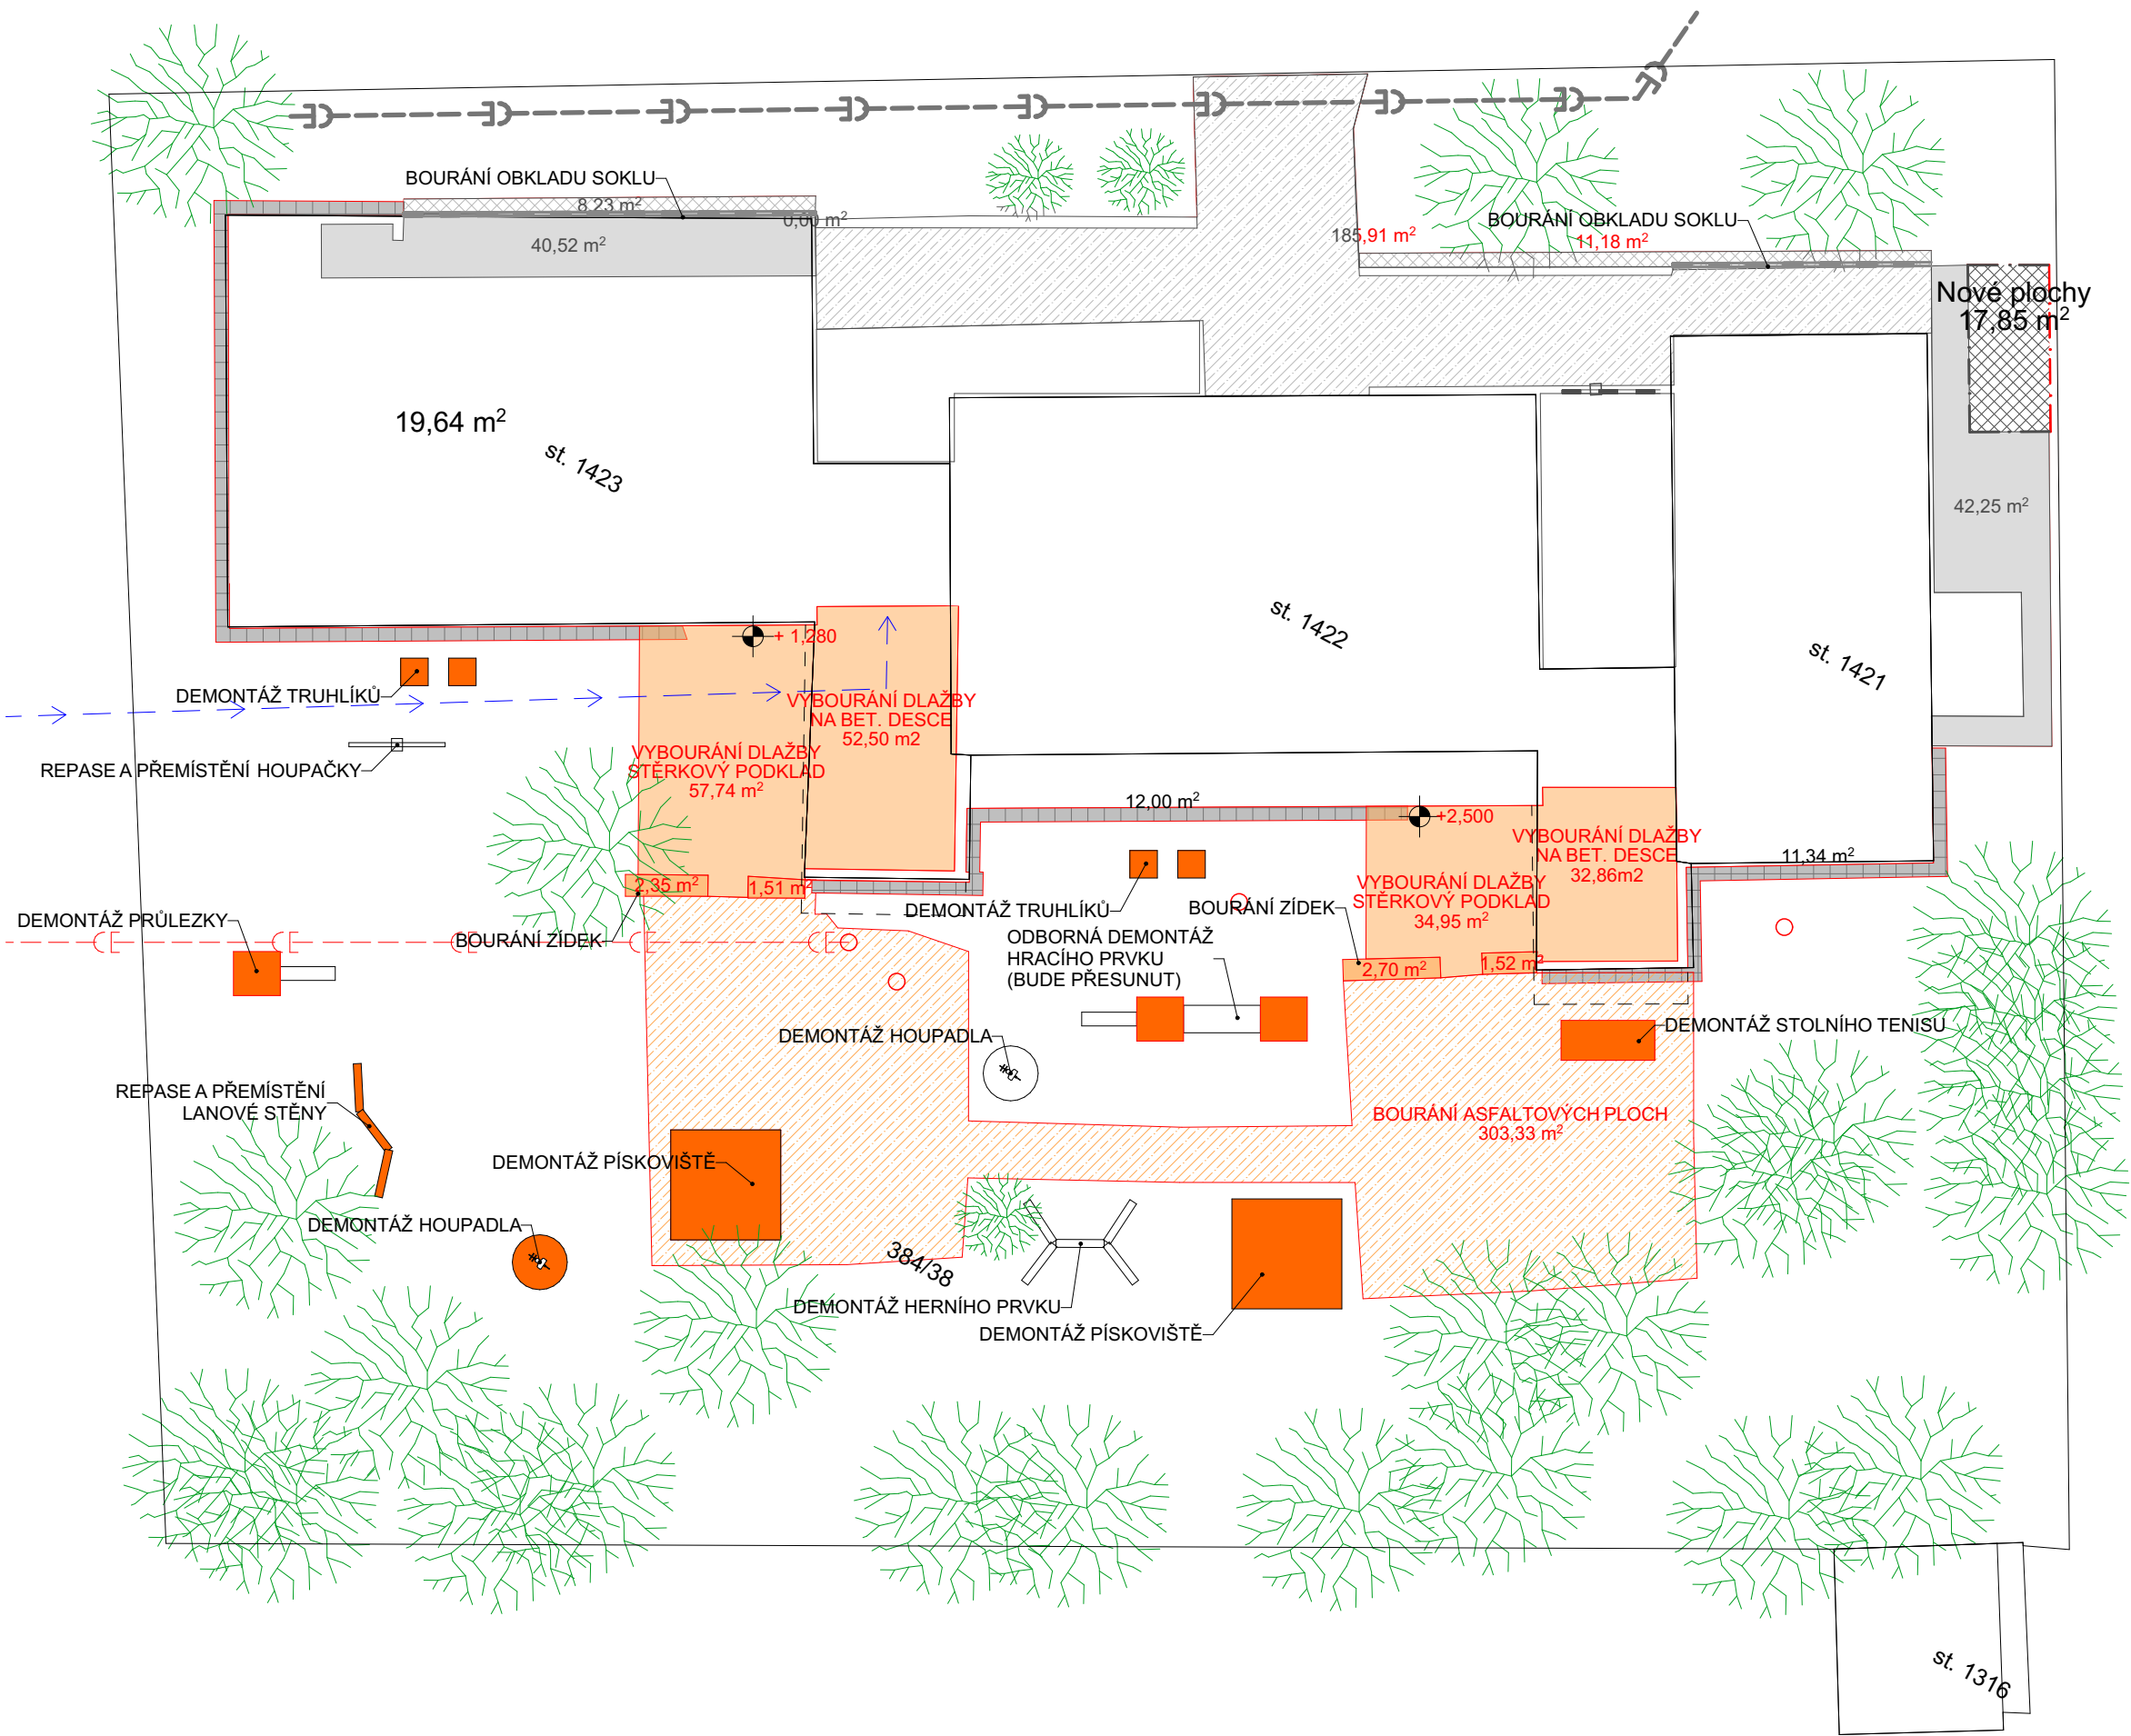 BOURÁNÍ OBKLADU SOKLU
8,23 m²
0,00 m²
40,52 m²
BOURÁNÍ OBKLADU SOKLU
185,91 m²
11,18 m²
Nové plochy
17,85 m²
19,64 m²
st. 1423
42,25 m²
st. 1422
st. 1421
+ 1,280
DEMONTÁŽ TRUHLÍKŮ
VYBOURÁNÍ DLAŽBY
NA BET. DESCE
52,50 m2
VYBOURÁNÍ DLAŽBY
STĚRKOVÝ PODKLAD
57,74 m²
REPASE A PŘEMÍSTĚNÍ HOUPAČKY
12,00 m²
+2,500
VYBOURÁNÍ DLAŽBY
NA BET. DESCE
32,86m2
11,34 m²
2,35 m²
1,51 m²
VYBOURÁNÍ DLAŽBY
STĚRKOVÝ PODKLAD
34,95 m²
DEMONTÁŽ PRŮLEZKY
BOURÁNÍ ZÍDEK
DEMONTÁŽ TRUHLÍKŮ
BOURÁNÍ ZÍDEK
ODBORNÁ DEMONTÁŽ
HRACÍHO PRVKU
(BUDE PŘESUNUT)
2,70 m²
1,52 m²
DEMONTÁŽ HOUPADLA
DEMONTÁŽ STOLNÍHO TENISU
REPASE A PŘEMÍSTĚNÍ
LANOVÉ STĚNY
BOURÁNÍ ASFALTOVÝCH PLOCH
303,33 m²
DEMONTÁŽ PÍSKOVIŠTĚ
DEMONTÁŽ HOUPADLA
384/38
DEMONTÁŽ HERNÍHO PRVKU
DEMONTÁŽ PÍSKOVIŠTĚ
st. 1316